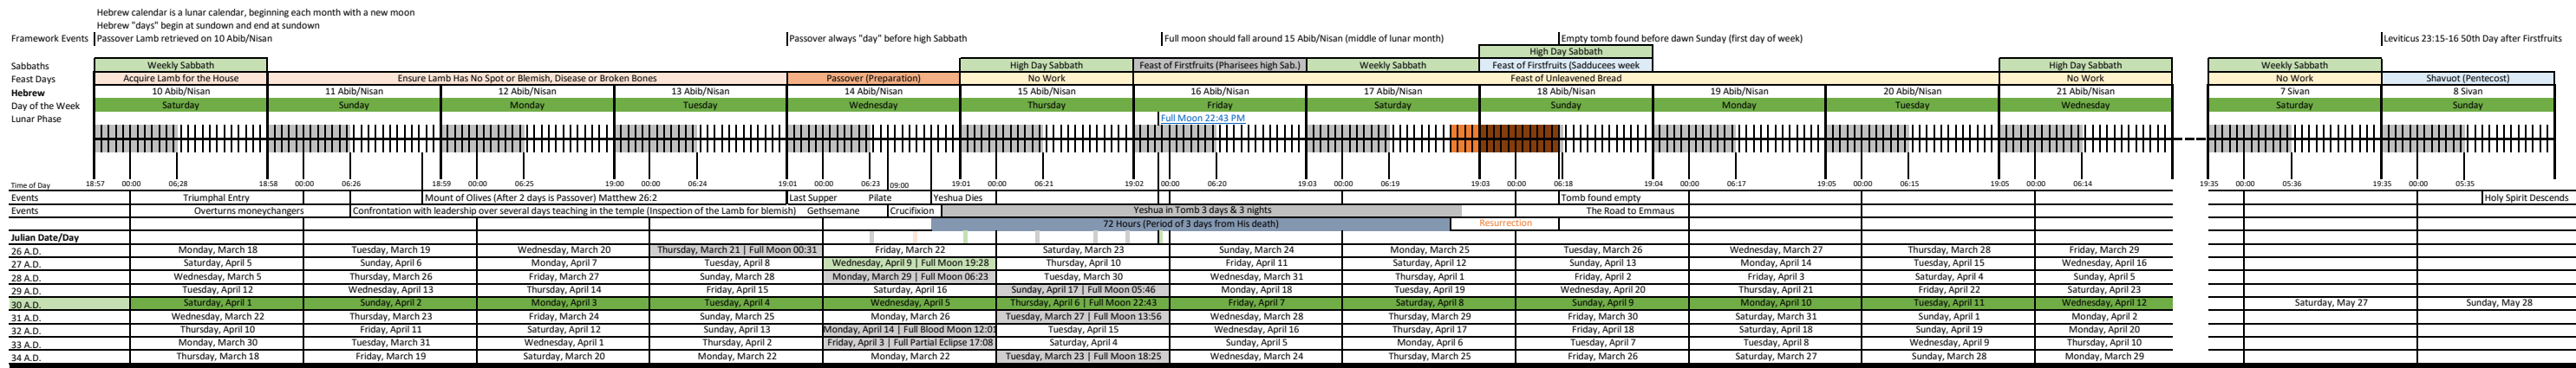 Hebrew calendar is a lunar calendar, beginning each month with a new moon
Hebrew "days" begin at sundown and end at sundown
Framework Events Passover Lamb retrieved on 10 Abib/Nisan Passover always "day" before high Sabbath Full moon should fall around 15 Abib/Nisan (middle of lunar month) Empty tomb found before dawn Sunday (first day of week) Leviticus 23:15-16 50th Day after Firstfruits
High Day Sabbath
Sabbaths Weekly Sabbath High Day Sabbath Feast of Firstfruits (Pharisees high Sab.) Weekly Sabbath Feast of Firstfruits (Sadducees week High Day Sabbath Weekly Sabbath
Feast Days Acquire Lamb for the House Ensure Lamb Has No Spot or Blemish, Disease or Broken Bones Passover (Preparation) No Work Feast of Unleavened Bread No Work No Work Shavuot (Pentecost)
Hebrew 10 Abib/Nisan 11 Abib/Nisan 12 Abib/Nisan 13 Abib/Nisan 14 Abib/Nisan 15 Abib/Nisan 16 Abib/Nisan 17 Abib/Nisan 18 Abib/Nisan 19 Abib/Nisan 20 Abib/Nisan 21 Abib/Nisan 7 Sivan 8 Sivan
Day of the Week Saturday Sunday Monday Tuesday Wednesday Thursday Friday Saturday Sunday Monday Tuesday Wednesday Saturday Sunday
Lunar Phase Full Moon 22:43 PM
Time of Day 18:57 00:00 06:28 18:58 00:00 06:26 18:59 00:00 06:25 19:00 00:00 06:24 19:01 00:00 06:23 09:00 19:01 00:00 06:21 19:02 00:00 06:20 19:03 00:00 06:19 19:03 00:00 06:18 19:04 00:00 06:17 19:05 00:00 06:15 19:05 00:00 06:14 19:35 00:00 05:36 19:35 00:00 05:35
Events Triumphal Entry Mount of Olives (After 2 days is Passover) Matthew 26:2 Last Supper Pilate Yeshua Dies Tomb found empty Holy Spirit Descends
Events Overturns moneychangers Confrontation with leadership over several days teaching in the temple (Inspection of the Lamb for blemish) Gethsemane Crucifixion Yeshua in Tomb 3 days & 3 nights The Road to Emmaus
72 Hours (Period of 3 days from His death) Resurrection
Julian Date/Day
26 A.D. Monday, March 18 Tuesday, March 19 Wednesday, March 20 Thursday, March 21 | Full Moon 00:31 Friday, March 22 Saturday, March 23 Sunday, March 24 Monday, March 25 Tuesday, March 26 Wednesday, March 27 Thursday, March 28 Friday, March 29
27 A.D. Saturday, April 5 Sunday, April 6 Monday, April 7 Tuesday, April 8 Wednesday, April 9 | Full Moon 19:28 Thursday, April 10 Friday, April 11 Saturday, April 12 Sunday, April 13 Monday, April 14 Tuesday, April 15 Wednesday, April 16
28 A.D. Wednesday, March 5 Thursday, March 26 Friday, March 27 Sunday, March 28 Monday, March 29 | Full Moon 06:23 Tuesday, March 30 Wednesday, March 31 Thursday, April 1 Friday, April 2 Friday, April 3 Saturday, April 4 Sunday, April 5
29 A.D. Tuesday, April 12 Wednesday, April 13 Thursday, April 14 Friday, April 15 Saturday, April 16 Sunday, April 17 | Full Moon 05:46 Monday, April 18 Tuesday, April 19 Wednesday, April 20 Thursday, April 21 Friday, April 22 Saturday, April 23
30 A.D. Saturday, April 1 Sunday, April 2 Monday, April 3 Tuesday, April 4 Wednesday, April 5 Thursday, April 6 | Full Moon 22:43 Friday, April 7 Saturday, April 8 Sunday, April 9 Monday, April 10 Tuesday, April 11 Wednesday, April 12 Saturday, May 27 Sunday, May 28
31 A.D. Wednesday, March 22 Thursday, March 23 Friday, March 24 Sunday, March 25 Monday, March 26 Tuesday, March 27 | Full Moon 13:56 Wednesday, March 28 Thursday, March 29 Friday, March 30 Saturday, March 31 Sunday, April 1 Monday, April 2
32 A.D. Thursday, April 10 Friday, April 11 Saturday, April 12 Sunday, April 13 Monday, April 14 | Full Blood Moon 12:01 Tuesday, April 15 Wednesday, April 16 Thursday, April 17 Friday, April 18 Saturday, April 18 Sunday, April 19 Monday, April 20
33 A.D. Monday, March 30 Tuesday, March 31 Wednesday, April 1 Thursday, April 2 Friday, April 3 | Full Partial Eclipse 17:08 Saturday, April 4 Sunday, April 5 Monday, April 6 Tuesday, April 7 Tuesday, April 8 Wednesday, April 9 Thursday, April 10
34 A.D. Thursday, March 18 Friday, March 19 Saturday, March 20 Monday, March 22 Monday, March 22 Tuesday, March 23 | Full Moon 18:25 Wednesday, March 24 Thursday, March 25 Friday, March 26 Saturday, March 27 Sunday, March 28 Monday, March 29